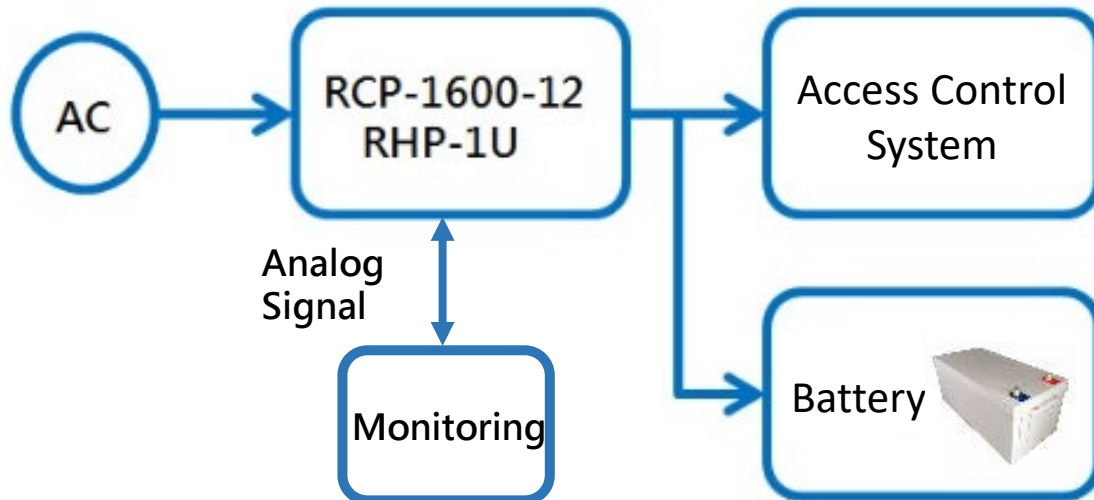 AC
RCP-1600-12
RHP-1U
Access Control
System
Analog
Signal
Monitoring
Battery